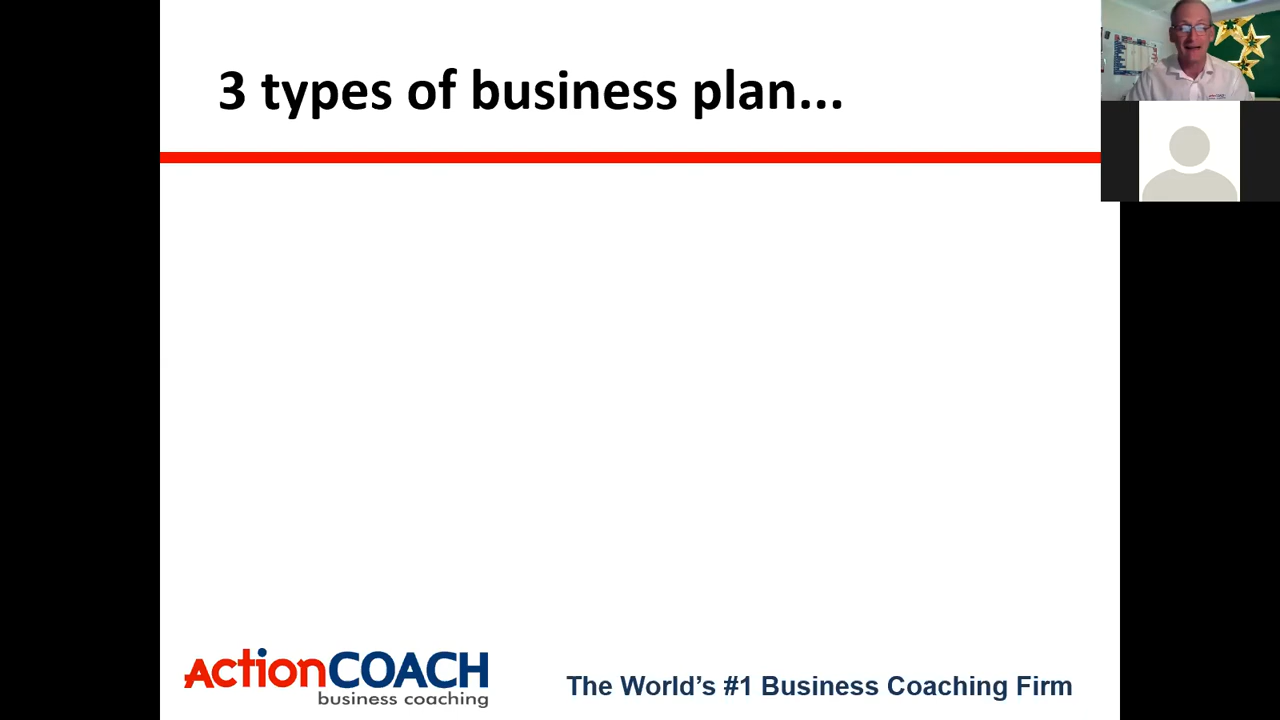 3 types of business plan...
ActionCOACH
business coaching
The World's #1 Business Coaching Firm